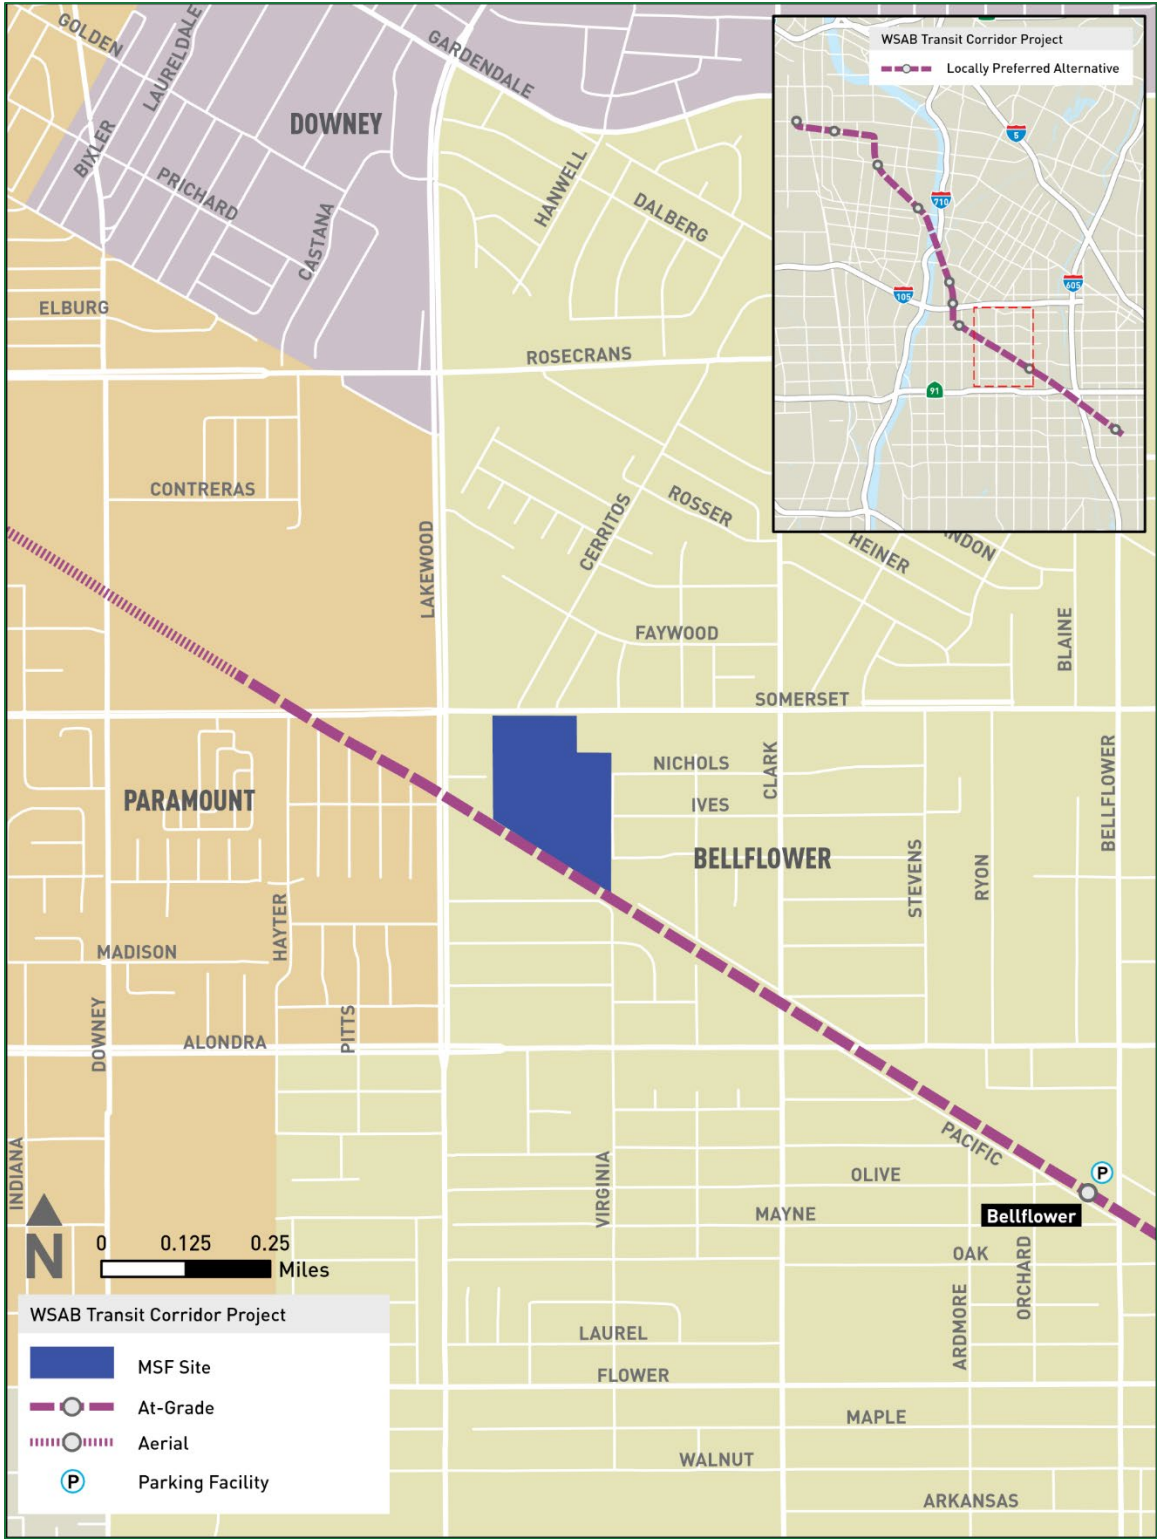 GOLDEN
LAURELDALE
GARDENDALE
DOWNEY
BIXLER
PRICHARD
CASTANA
HANWELL
DALBERG
ELBURG
ROSECRANS
WSAB Transit Corridor Project
Locally Preferred Alternative
5
710
105
605
91
CONTRERAS
LAKEWOOD
CERRITOS
ROSSER
HEINER
NDON
FAYWOOD
BLAINE
SOMERSET
PARAMOUNT
NICHOLS
CLARK
IVES
BELLFLOWER
BELLFLOWER
STEVENS
RYON
HAYTER
MADISON
DOWNEY
PITTS
ALONDRA
INDIANA
VIRGINIA
PACIFIC
OLIVE
P
MAYNE
Bellflower
OAK
ORCHARD
ARDMORE
N
0 0.125 0.25
Miles
LAUREL
FLOWER
MAPLE
WALNUT
ARKANSAS
WSAB Transit Corridor Project
MSF Site
At-Grade
Aerial
P Parking Facility